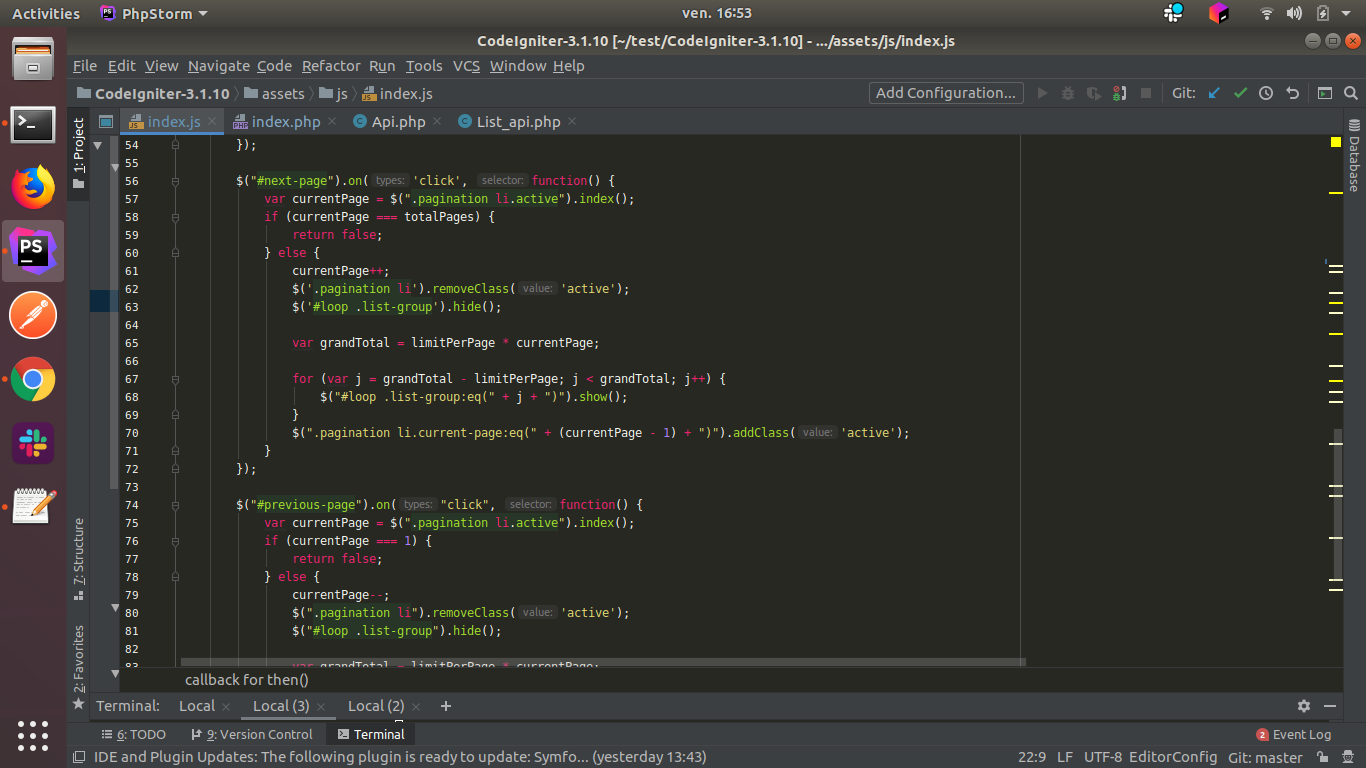 Activities
PhpStorm
ven. 16:53
CodeIgniter-3.1.10 [~/test/CodeIgniter-3.1.10] - .../assets/js/index.js
File Edit View Navigate Code Refactor Run Tools VCS Window Help
CodeIgniter-3.1.10 assets js index.js
Add Configuration...
Git:
1: Project
index.js index.php Api.php List_api.php
Database
54 });
55
56 $("#next-page").on( types: 'click', selector: function() {
57 var currentPage = $(".pagination li.active").index();
58 if (currentPage === totalPages) {
59 return false;
60 } else {
61 currentPage++;
62 $('.pagination li').removeClass( value: 'active');
63 $('#loop .list-group').hide();
64
65 var grandTotal = limitPerPage * currentPage;
66
67 for (var j = grandTotal - limitPerPage; j < grandTotal; j++) {
68 $("#loop .list-group:eq(" + j + ")").show();
69 }
70 $(".pagination li.current-page:eq(" + (currentPage - 1) + ")").addClass( value: 'active');
71 }
72 });
73
74 $("#previous-page").on( types: "click", selector: function() {
75 var currentPage = $(".pagination li.active").index();
76 if (currentPage === 1) {
77 return false;
78 } else {
79 currentPage--;
80 $(".pagination li").removeClass( value: 'active');
81 $("#loop .list-group").hide();
82
83 var grandTotal = limitPerPage * currentPage;
7: Structure
2: Favorites
callback for then()
Terminal: Local Local (3) Local (2)
6: TODO 9: Version Control Terminal
2 Event Log
IDE and Plugin Updates: The following plugin is ready to update: Symfo... (yesterday 13:43)
22:9 LF UTF-8 EditorConfig Git: master